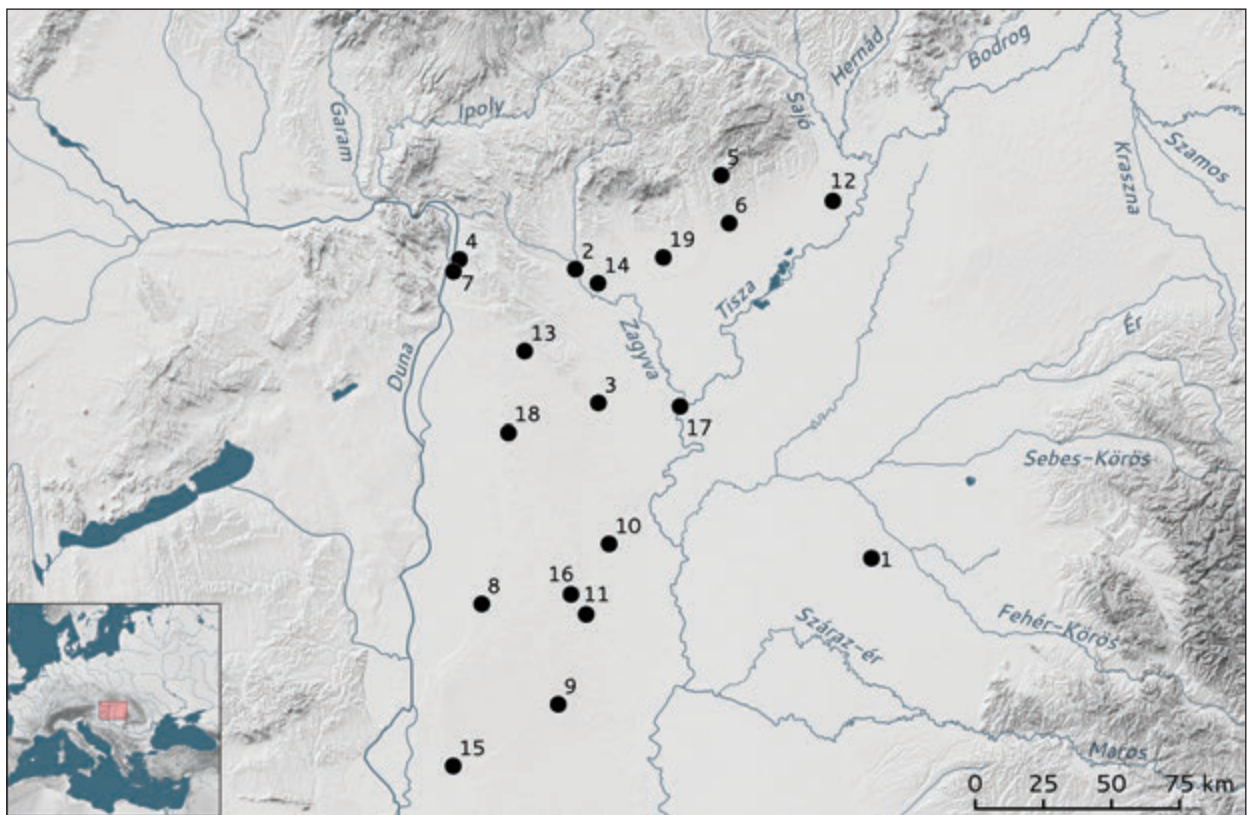 Hernád
Bodrog
Garam
Ipoly
Sajó
Szamos
Kraszna
5
12
6
4
19
2
14
7
Tisza
Zagyva
13
Ér
Duna
3
18
17
Sebes-Körös
10
1
16
8
11
Fehér-Körös
Száraz-ér
9
15
Maros
0 25 50 75 km